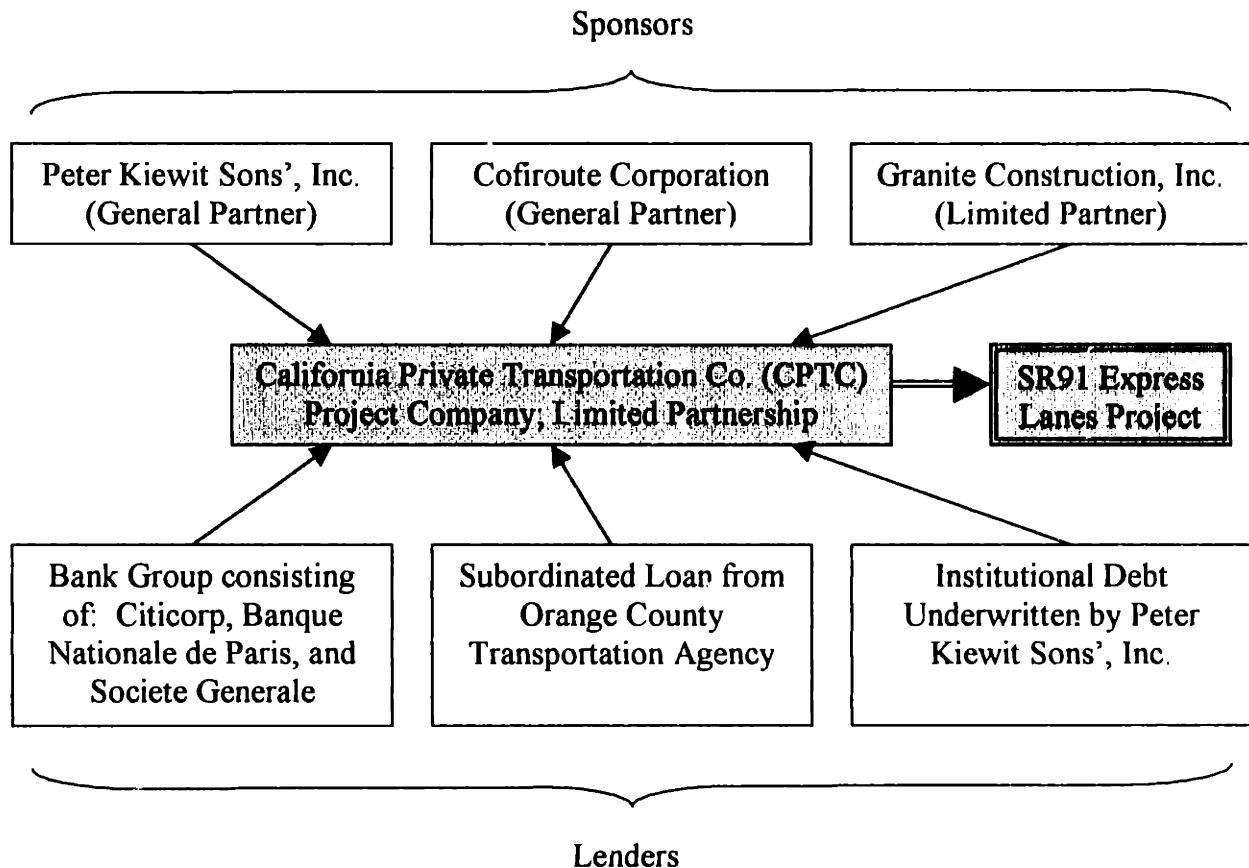 Sponsors
Peter Kiewit Sons', Inc.
(General Partner)
Cofiroute Corporation
(General Partner)
Granite Construction, Inc.
(Limited Partner)
California Private Transportation Co. (CPTC)
Project Company; Limited Partnership
SR91 Express
Lanes Project
Bank Group consisting
of: Citicorp, Banque
Nationale de Paris, and
Societe Generale
Subordinated Loan from
Orange County
Transportation Agency
Institutional Debt
Underwritten by Peter
Kiewit Sons', Inc.
Lenders